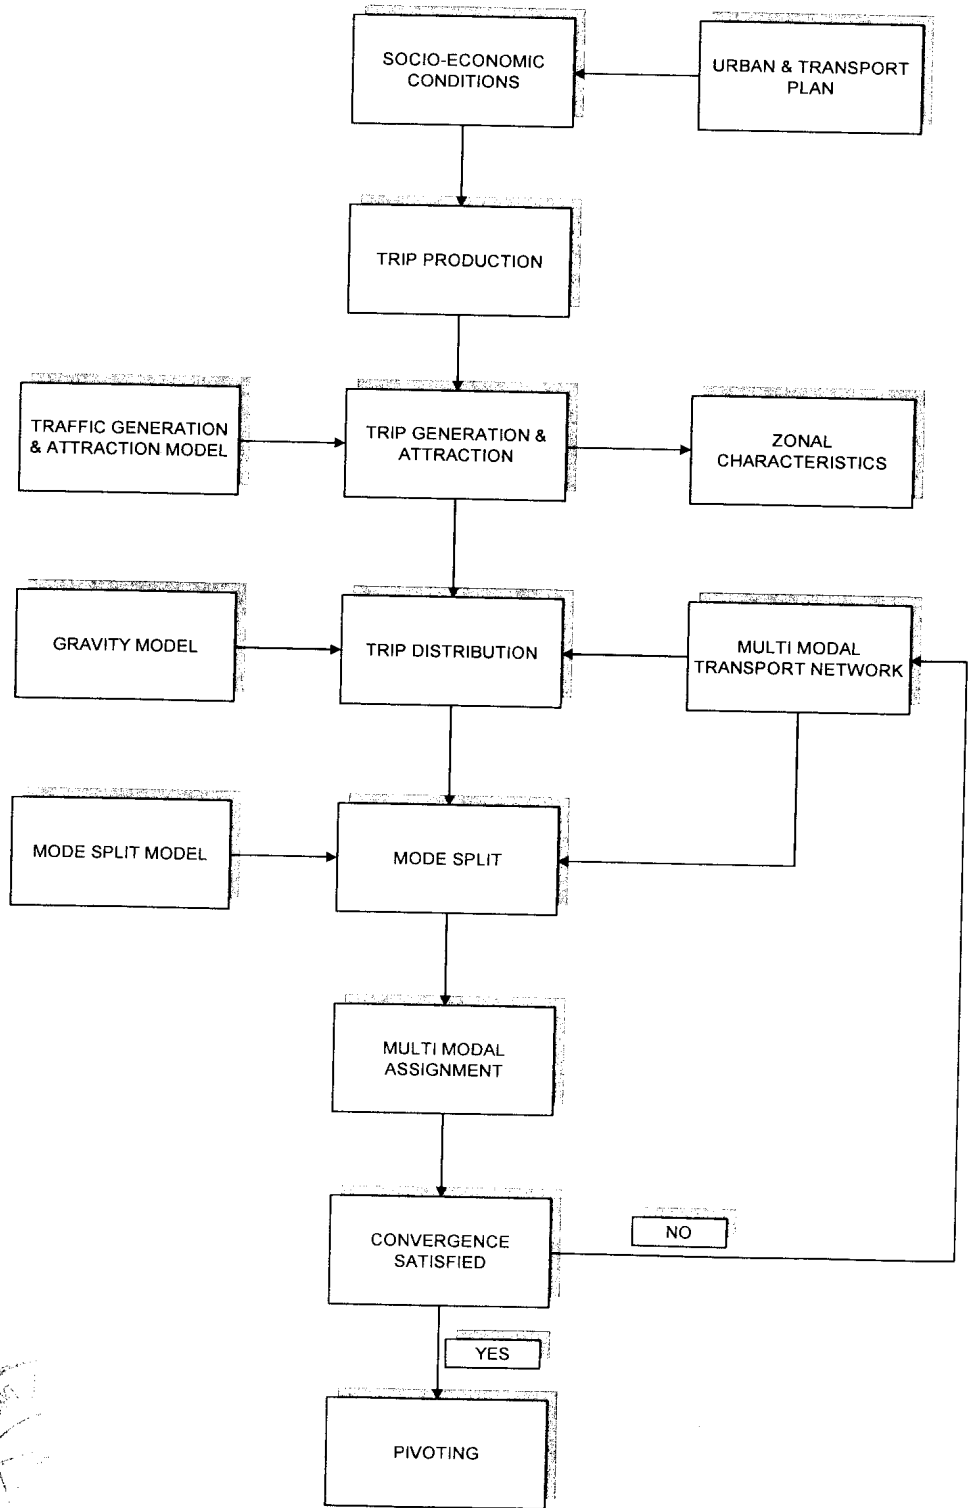 SOCIO-ECONOMIC
CONDITIONS
URBAN & TRANSPORT
PLAN
TRIP PRODUCTION
TRAFFIC GENERATION
& ATTRACTION MODEL
TRIP GENERATION &
ATTRACTION
ZONAL
CHARACTERISTICS
GRAVITY MODEL
TRIP DISTRIBUTION
MULTI MODAL
TRANSPORT NETWORK
MODE SPLIT MODEL
MODE SPLIT
MULTI MODAL
ASSIGNMENT
CONVERGENCE
SATISFIED
NO
YES
PIVOTING